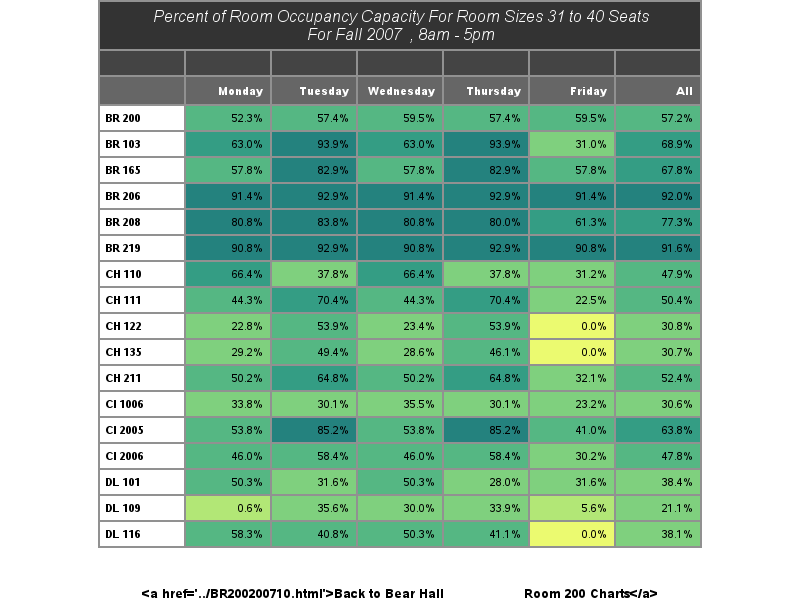 Percent of Room Occupancy Capacity For Room Sizes 31 to 40 Seats
For Fall 2007 , 8am - 5pm
Monday Tuesday Wednesday Thursday Friday All
BR 200 52.3% 57.4% 59.5% 57.4% 59.5% 57.2%
BR 103 63.0% 93.9% 63.0% 93.9% 31.0% 68.9%
BR 165 57.8% 82.9% 57.8% 82.9% 57.8% 67.8%
BR 206 91.4% 92.9% 91.4% 92.9% 91.4% 92.0%
BR 208 80.8% 83.8% 80.8% 80.0% 61.3% 77.3%
BR 219 90.8% 92.9% 90.8% 92.9% 90.8% 91.6%
CH 110 66.4% 37.8% 66.4% 37.8% 31.2% 47.9%
CH 111 44.3% 70.4% 44.3% 70.4% 22.5% 50.4%
CH 122 22.8% 53.9% 23.4% 53.9% 0.0% 30.8%
CH 135 29.2% 49.4% 28.6% 46.1% 0.0% 30.7%
CH 211 50.2% 64.8% 50.2% 64.8% 32.1% 52.4%
CI 1006 33.8% 30.1% 35.5% 30.1% 23.2% 30.6%
CI 2005 53.8% 85.2% 53.8% 85.2% 41.0% 63.8%
CI 2006 46.0% 58.4% 46.0% 58.4% 30.2% 47.8%
DL 101 50.3% 31.6% 50.3% 28.0% 31.6% 38.4%
DL 109 0.6% 35.6% 30.0% 33.9% 5.6% 21.1%
DL 116 58.3% 40.8% 50.3% 41.1% 0.0% 38.1%
<a href='../BR200200710.html'>Back to Bear Hall Room 200 Charts</a>